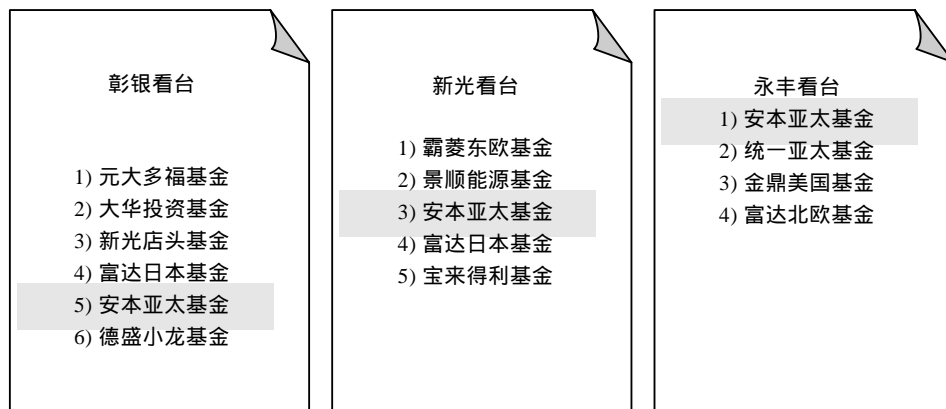 彰银看台
1) 元大多福基金
2) 大华投资基金
3) 新光店头基金
4) 富达日本基金
5) 安本亚太基金
6) 德盛小龙基金
新光看台
1) 霸菱东欧基金
2) 景顺能源基金
3) 安本亚太基金
4) 富达日本基金
5) 宝来得利基金
永丰看台
1) 安本亚太基金
2) 统一亚太基金
3) 金鼎美国基金
4) 富达北欧基金